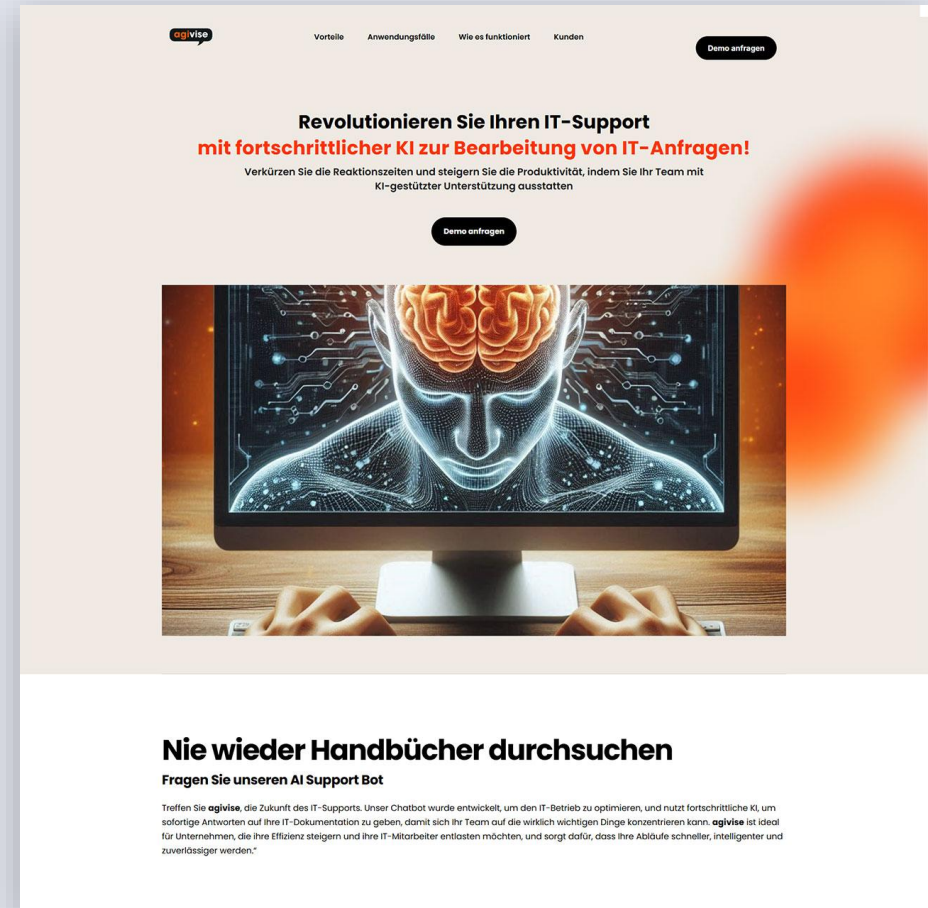 agivise
Vorteile Anwendungsfälle Wie es funktioniert Kunden
Demo anfragen
Revolutionieren Sie Ihren IT-Support
mit fortschrittlicher KI zur Bearbeitung von IT-Anfragen!
Verkürzen Sie die Reaktionszeiten und steigern Sie die Produktivität, indem Sie Ihr Team mit
KI-gestützter Unterstützung ausstatten
Demo anfragen
Nie wieder Handbücher durchsuchen
Fragen Sie unseren AI Support Bot
Treffen Sie agivise, die Zukunft des IT-Supports. Unser Chatbot wurde entwickelt, um den IT-Betrieb zu optimieren, und nutzt fortschrittliche KI, um
sofortige Antworten auf Ihre IT-Dokumentation zu geben, damit sich Ihr Team auf die wirklich wichtigen Dinge konzentrieren kann. agivise ist ideal
für Unternehmen, die ihre Effizienz steigern und ihre IT-Mitarbeiter entlasten möchten, und sorgt dafür, dass Ihre Abläufe schneller, intelligenter und
zuverlässiger werden.“